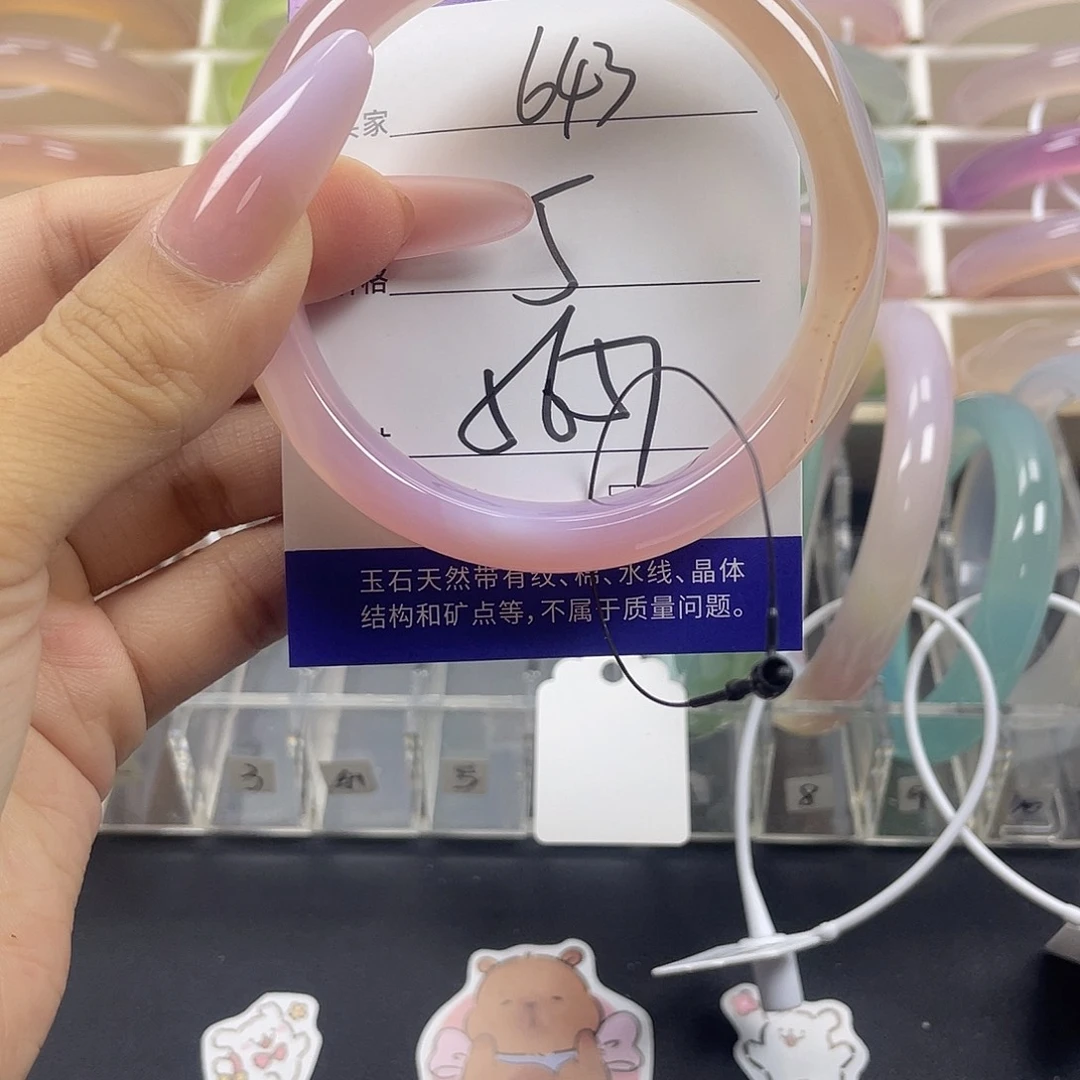 家 643
格 5
玉石天然带有纹、棉、水线、晶体
结构和矿点等，不属于质量问题。
3
5
8